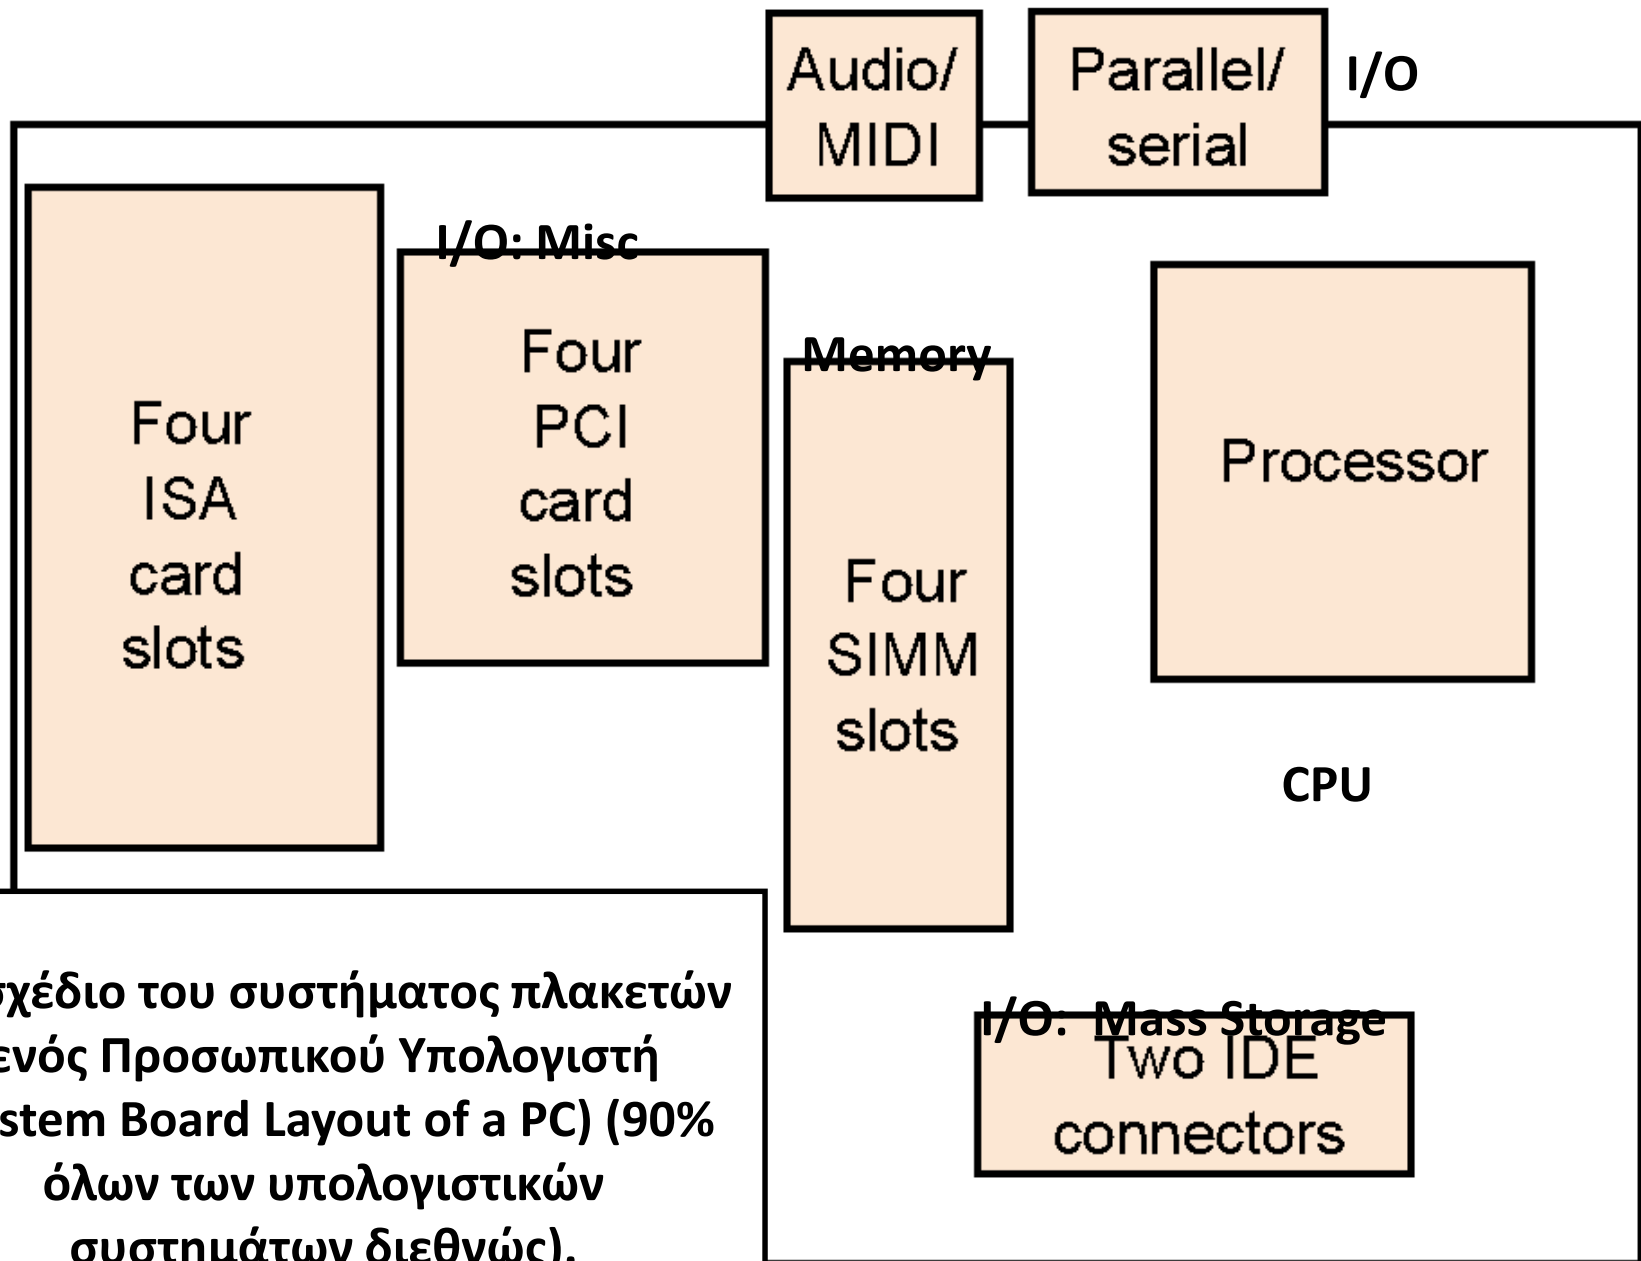 Audio/
MIDI
Parallel/
serial
I/O
I/O: Misc
Four
ISA
card
slots
Four
PCI
card
slots
Memory
Four
SIMM
slots
Processor
CPU
I/O: Mass Storage
Two IDE
connectors
σχέδιο του συστήματος πλακετών
ενός Προσωπικού Υπολογιστή
stem Board Layout of a PC) (90%
όλων των υπολογιστικών
συστημάτων διεθνώς).